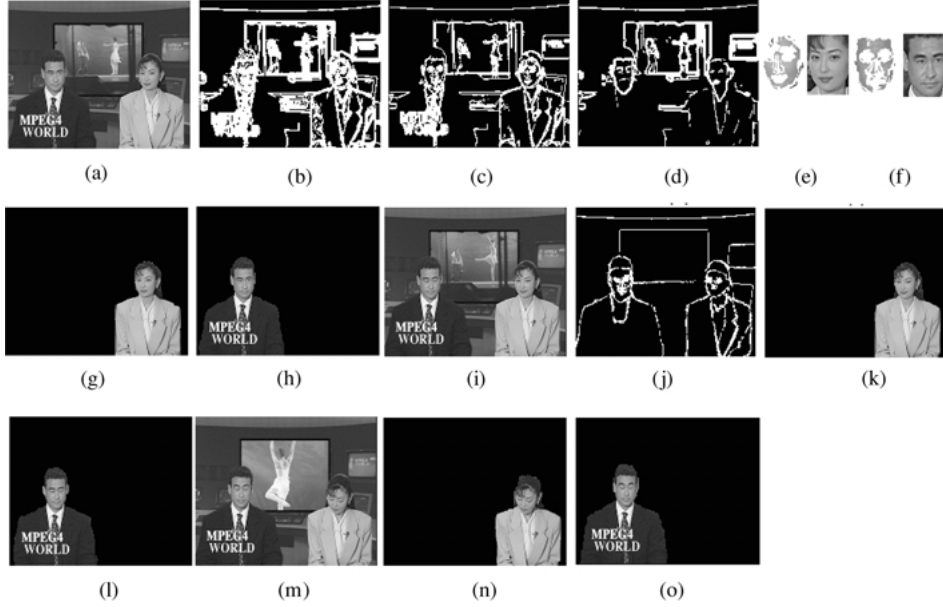 MPEG4
WORLD
(a)
(b)
(c)
(d)
(e)
(f)
MPEG4
WORLD
MPEG4
WORLD
(g)
(h)
(i)
(j)
(k)
MPEG4
WORLD
MPEG4
WORLD
MPEG4
WORLD
(l)
(m)
(n)
(o)